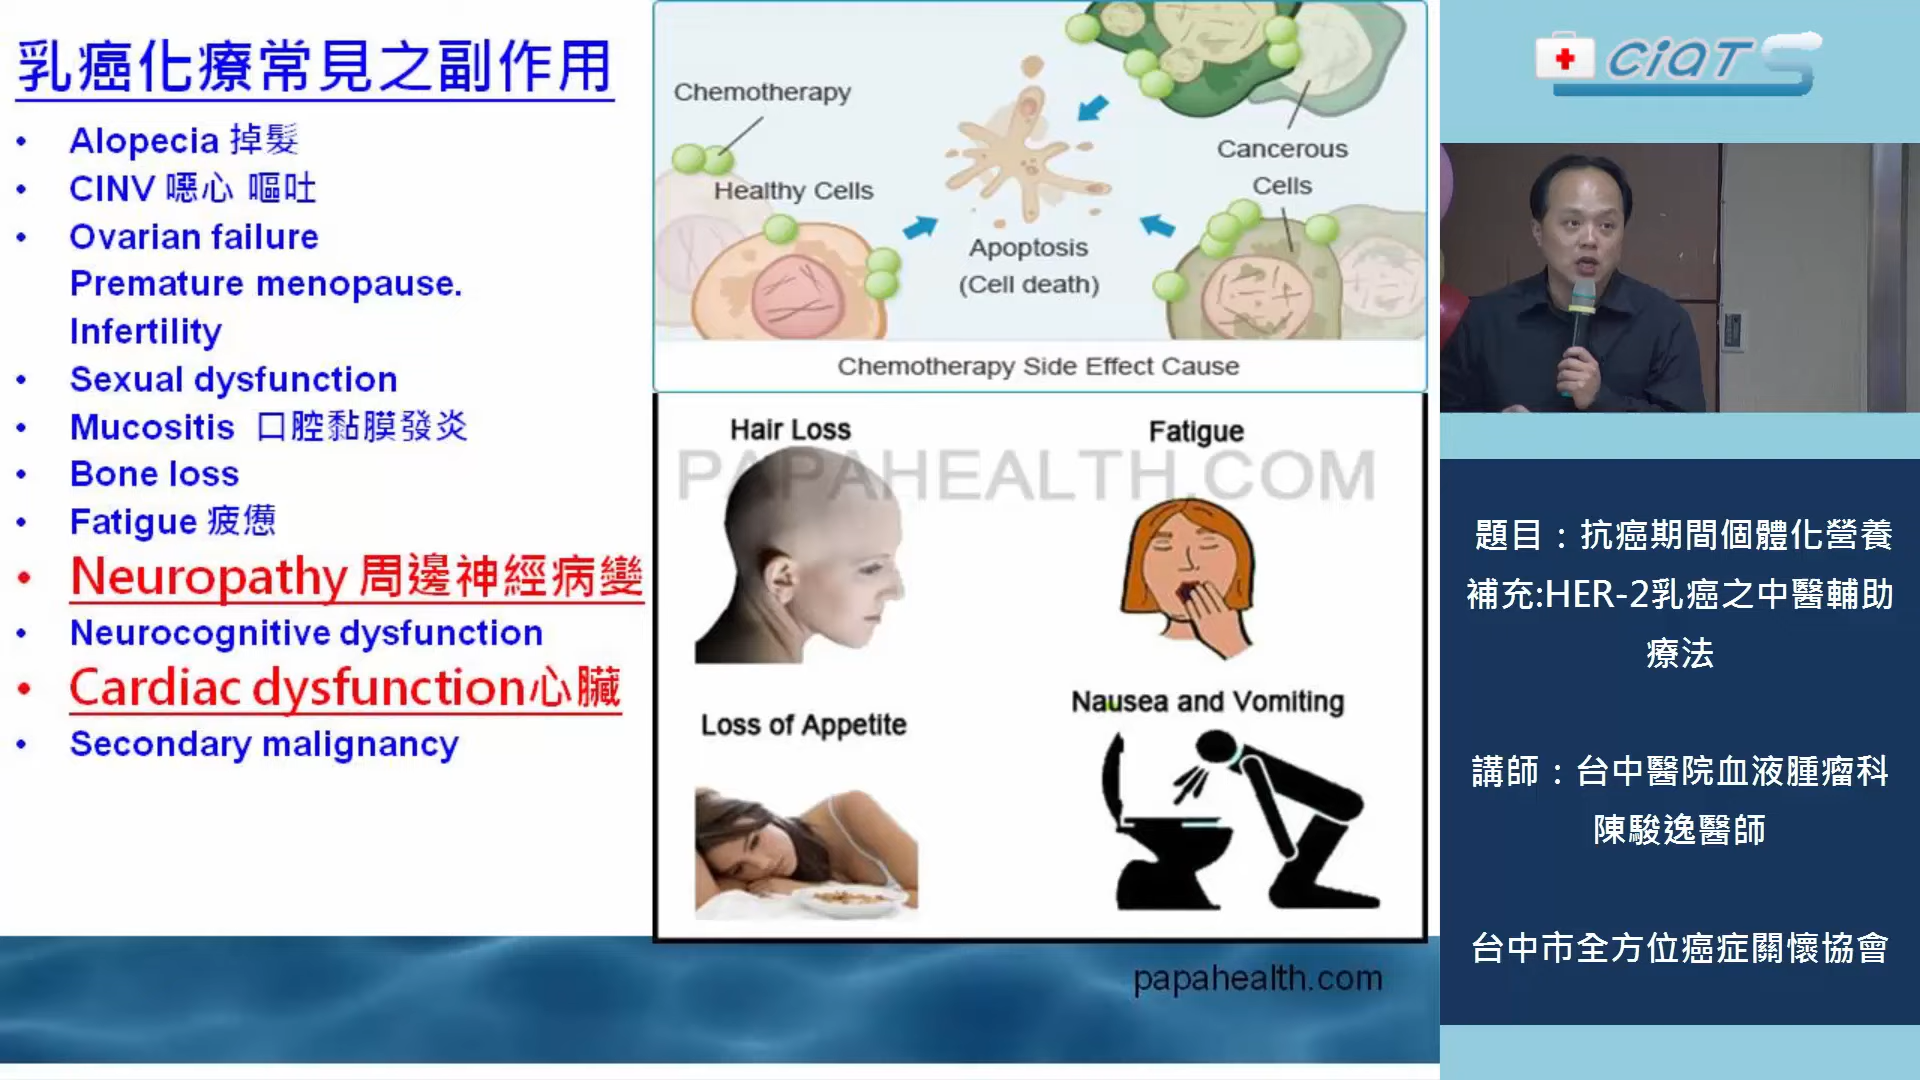 乳癌化療常見之副作用
• Alopecia 掉髮
• CINV 噁心 嘔吐
• Ovarian failure
Premature menopause.
Infertility
• Sexual dysfunction
• Mucositis 口腔黏膜發炎
• Bone loss
• Fatigue 疲憊
• Neuropathy 周邊神經病變
• Neurocognitive dysfunction
• Cardiac dysfunction心臟
• Secondary malignancy
Chemotherapy
Healthy Cells
Apoptosis
(Cell death)
Cancerous
Cells
Chemotherapy Side Effect Cause
Hair Loss
Fatigue
PAPAHEALTH.COM
Loss of Appetite
Nausea and Vomiting
papahealth.com
CiQTS
題目：抗癌期間個體化營養
補充:HER-2乳癌之中醫輔助
療法
講師：台中醫院血液腫瘤科
陳駿逸醫師
台中市全方位癌症關懷協會